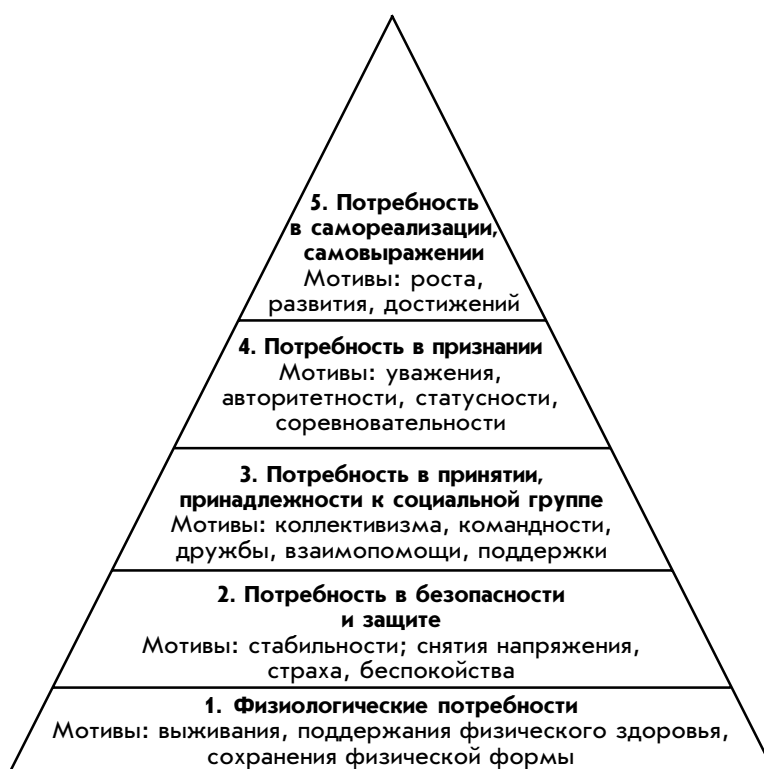 5. Потребность
в самореализации,
самовыражении
Мотивы: роста,
развития, достижений
4. Потребность в признании
Мотивы: уважения,
авторитетности, статусности,
соревновательности
3. Потребность в принятии,
принадлежности к социальной группе
Мотивы: коллективизма, командности,
дружбы, взаимопомощи, поддержки
2. Потребность в безопасности
и защите
Мотивы: стабильности; снятия напряжения,
страха, беспокойства
1. Физиологические потребности
Мотивы: выживания, поддержания физического здоровья,
сохранения физической формы